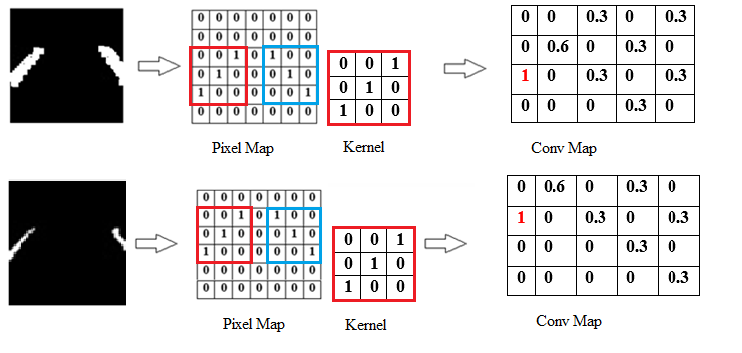 0 0 0 0 0 0 0
0 0 0 0 0 0 0
0 0 1 0 1 0 0
0 1 0 0 0 1 0
1 0 0 0 0 0 1
0 0 0 0 0 0 0
Pixel Map
0 0 1
0 1 0
1 0 0
Kernel
0 0 0.3 0 0.3
0 0.6 0 0.3 0
1 0 0.3 0 0.3
0 0 0 0.3 0
Conv Map
0 0 0 0 0 0 0
0 0 1 0 1 0 0
0 1 0 0 0 1 0
1 0 0 0 0 0 1
0 0 0 0 0 0 0
0 0 0 0 0 0 0
Pixel Map
0 0 1
0 1 0
1 0 0
Kernel
0 0.6 0 0.3 0
1 0 0.3 0 0.3
0 0 0 0.3 0
0 0 0 0 0.3
Conv Map